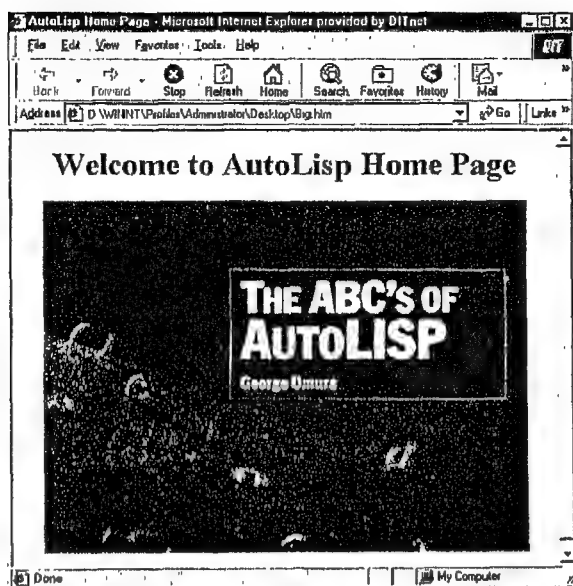 AutoLisp Home Page - Microsoft Internet Explorer provided by DITnet
File Edit View Favorites Tools Help
Back Forward Stop Refresh Home Search Favorites History Mail
Address D:\WINNT\Profiles\Administrator\Desktop\Big.htm Go Links
Welcome to AutoLisp Home Page
THE ABC'S OF
AUTOLISP
George Omura
Done My Computer